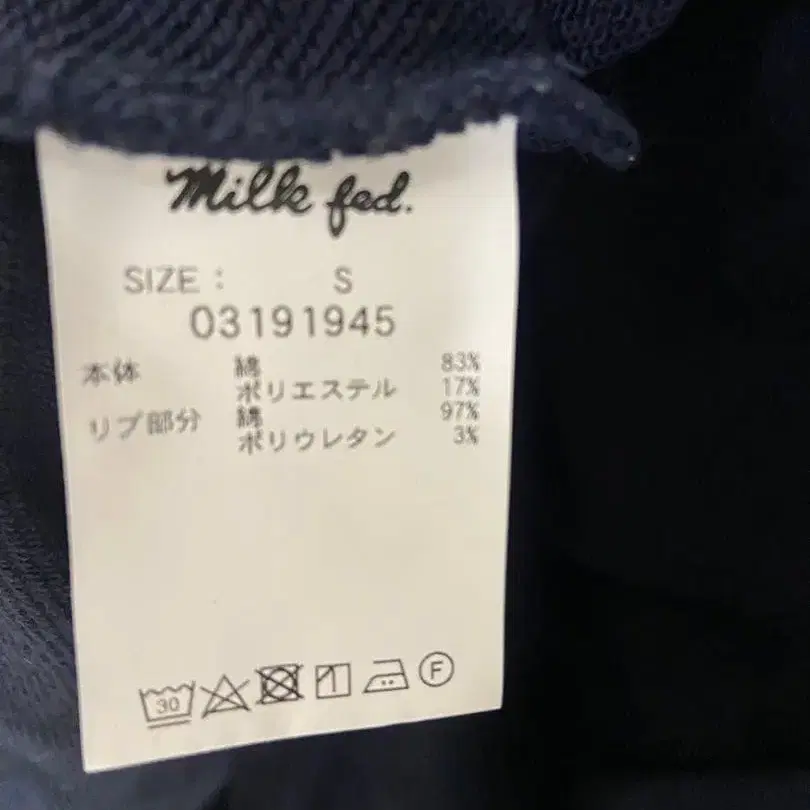 Milk fed.
SIZE : S
03191945
本体 綿 83%
ポリエステル 17%
リブ部分 綿 97%
ポリウレタン 3%
30 F